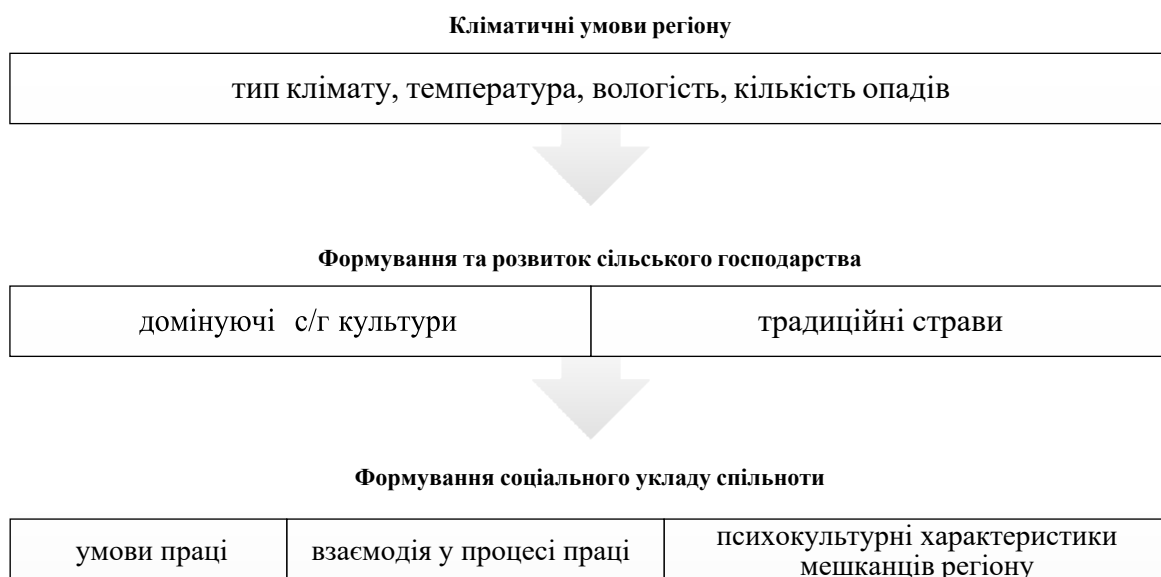 Кліматичні умови регіону
тип клімату, температура, вологість, кількість опадів
Формування та розвиток сільського господарства
домінуючі с/г культури
традиційні страви
Формування соціального укладу спільноти
умови праці
взаємодія у процесі праці
психокультурні характеристики
мешканців регіону